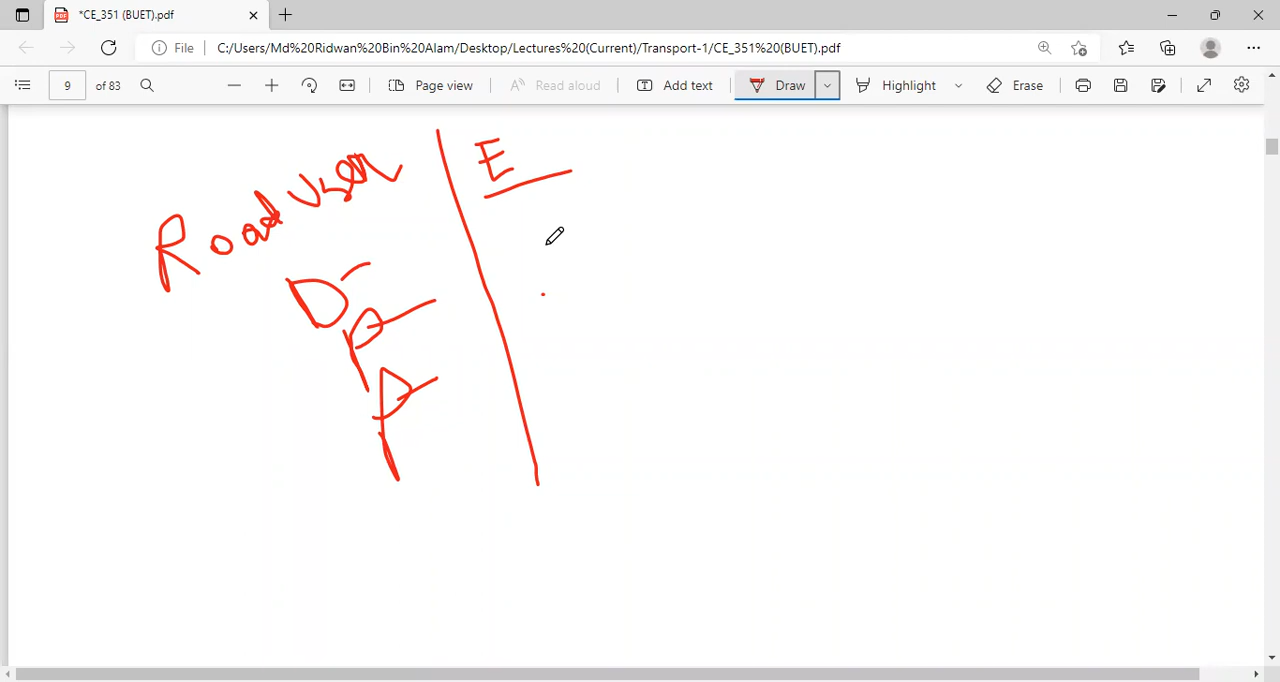 *CE_351 (BUET).pdf
File C:/Users/Md%20Ridwan%20Bin%20Alam/Desktop/Lectures%20(Current)/Transport-1/CE_351%20(BUET).pdf
9 of 83 Page view Read aloud Add text Draw Highlight Erase
Road User
E
D
P
P